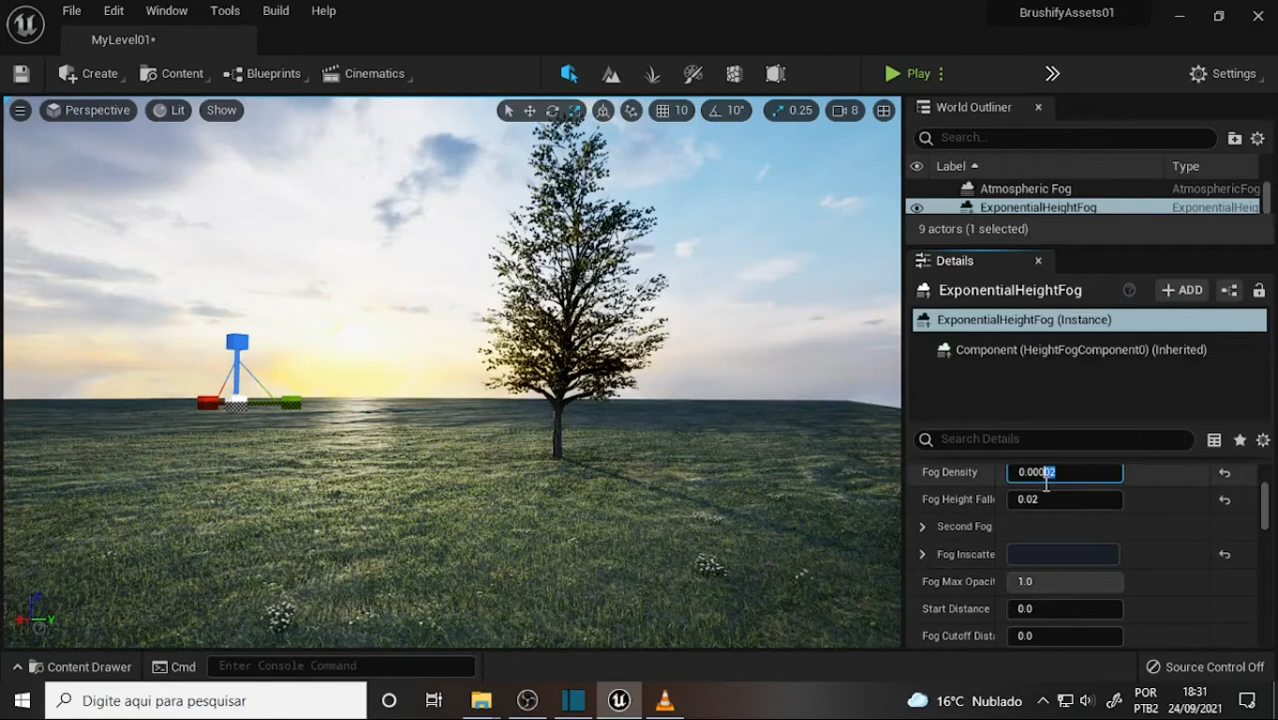 File Edit Window Tools Build Help
BrushifyAssets01
MyLevel01*
Create Content Blueprints Cinematics Play Settings
Perspective Lit Show 10 10° 0.25 8
World Outliner
Search...
Label Type
Atmospheric Fog AtmosphericFog
ExponentialHeightFog ExponentialHeig
9 actors (1 selected)
Details
ExponentialHeightFog ADD
ExponentialHeightFog (Instance)
Component (HeightFogComponent0) (Inherited)
Search Details
Fog Density 0.00002
Fog Height Fall 0.02
Second Fog
Fog Inscatte
Fog Max Opaci 1.0
Start Distance 0.0
Fog Cutoff Dist 0.0
Content Drawer Cmd Enter Console Command Source Control Off
Digite aqui para pesquisar
16°C Nublado
POR
PTB2
18:31
24/09/2021